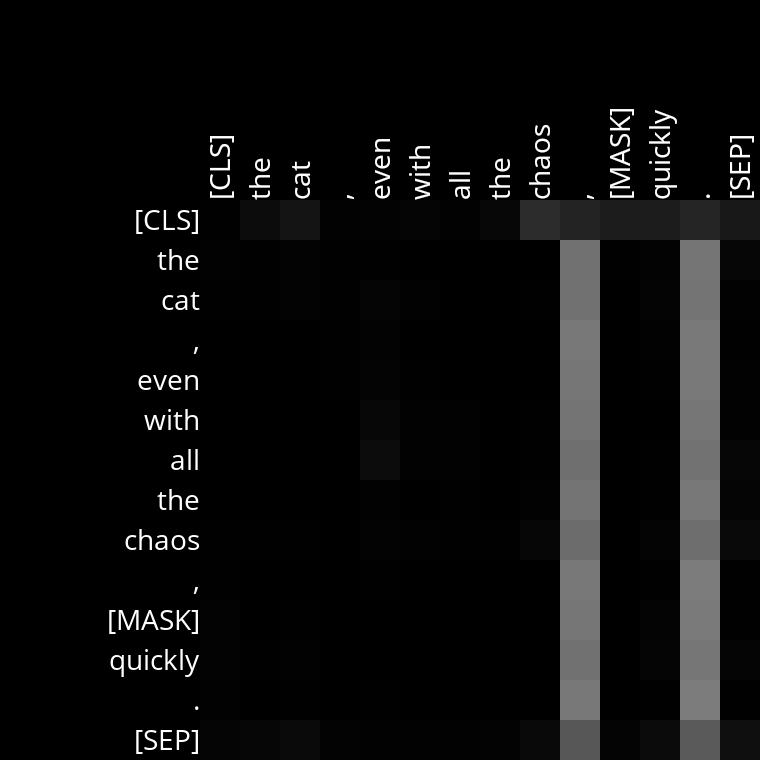 [CLS] the cat , even with all the chaos , [MASK] quickly . [SEP]
[CLS]
the
cat
,
even
with
all
the
chaos
,
[MASK]
quickly
.
[SEP]